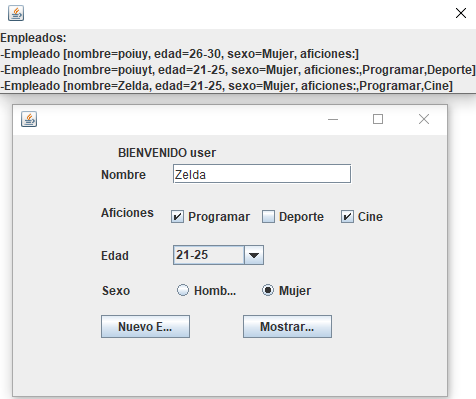 Empleados:
-Empleado [nombre=poiuy, edad=26-30, sexo=Mujer, aficiones:]
-Empleado [nombre=poiuyt, edad=21-25, sexo=Mujer, aficiones:,Programar,Deporte]
-Empleado [nombre=Zelda, edad=21-25, sexo=Mujer, aficiones:,Programar,Cine]
BIENVENIDO user
Nombre Zelda
Aficiones Programar Deporte Cine
Edad 21-25
Sexo Homb... Mujer
Nuevo E... Mostrar...